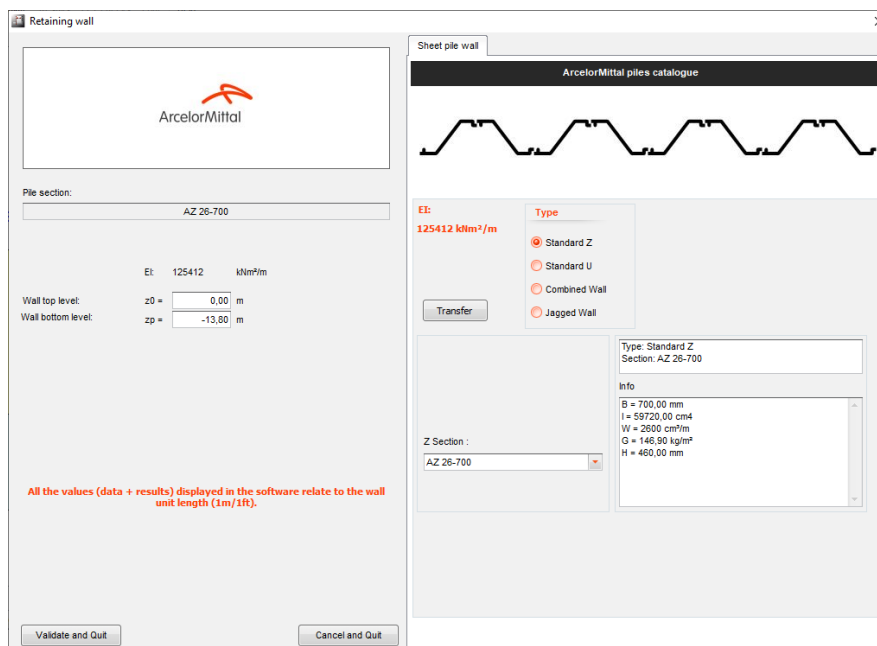 Retaining wall
ArcelorMittal
Pile section:
AZ 26-700
EI: 125412 kNm²/m
Wall top level: z0 = 0,00 m
Wall bottom level: zp = -13,80 m
All the values (data + results) displayed in the software relate to the wall
unit length (1m/1ft).
Validate and Quit
Cancel and Quit
Sheet pile wall
ArcelorMittal piles catalogue
EI:
125412 kNm²/m
Transfer
Type
Standard Z
Standard U
Combined Wall
Jagged Wall
Z Section :
AZ 26-700
Type: Standard Z
Section: AZ 26-700
Info
B = 700,00 mm
I = 59720,00 cm4
W = 2600 cm³/m
G = 146,90 kg/m²
H = 460,00 mm